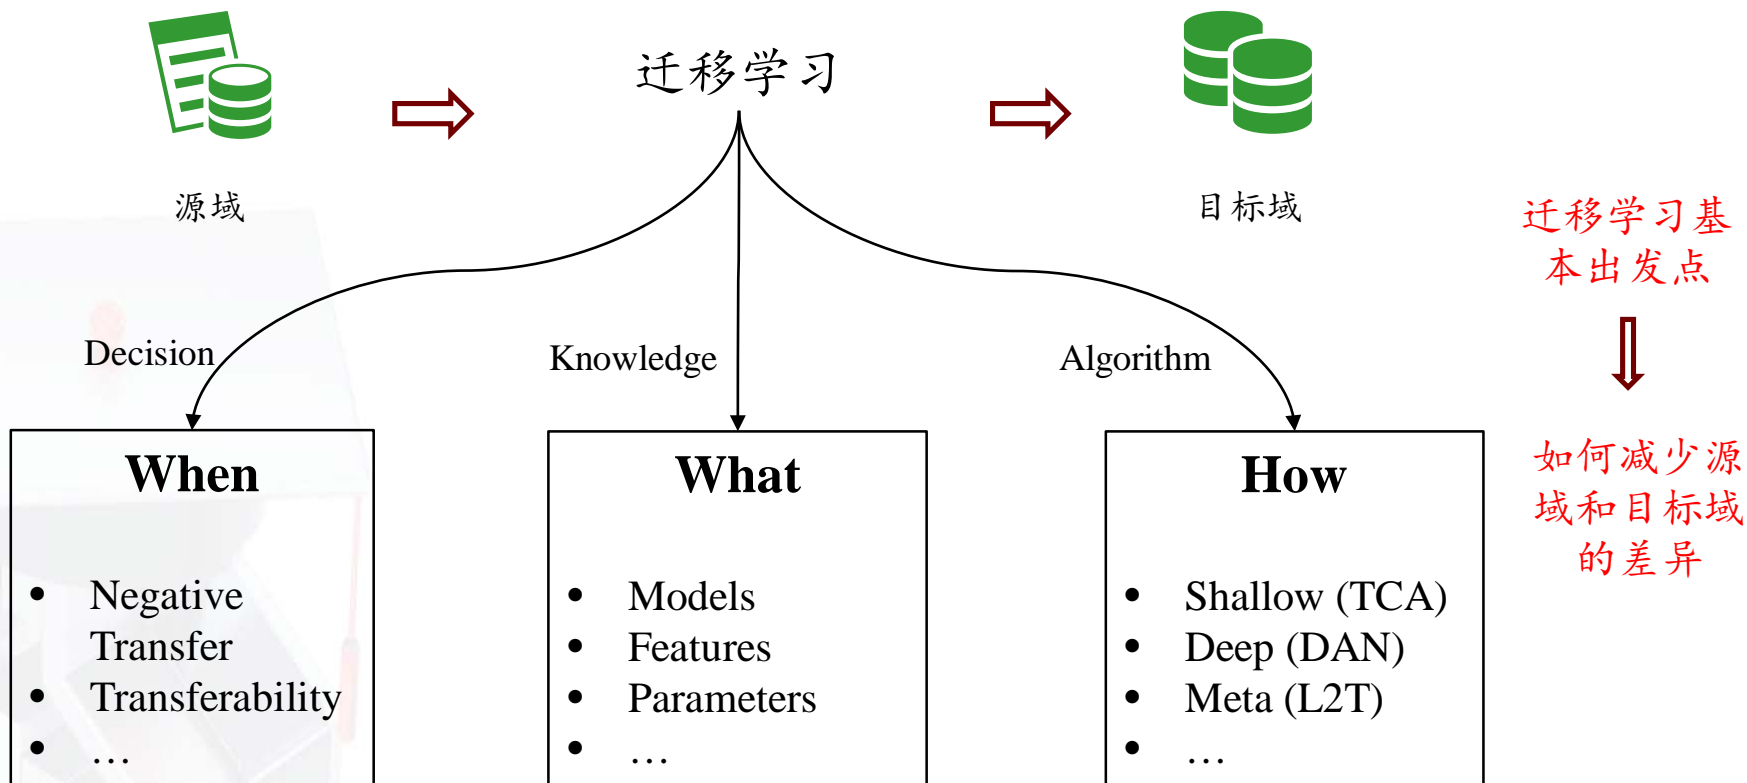 迁移学习
源域
目标域
迁移学习基
本出发点
如何减少源
域和目标域
的差异
Decision
Knowledge
Algorithm
When
• Negative
Transfer
• Transferability
• …
What
• Models
• Features
• Parameters
• …
How
• Shallow (TCA)
• Deep (DAN)
• Meta (L2T)
• …